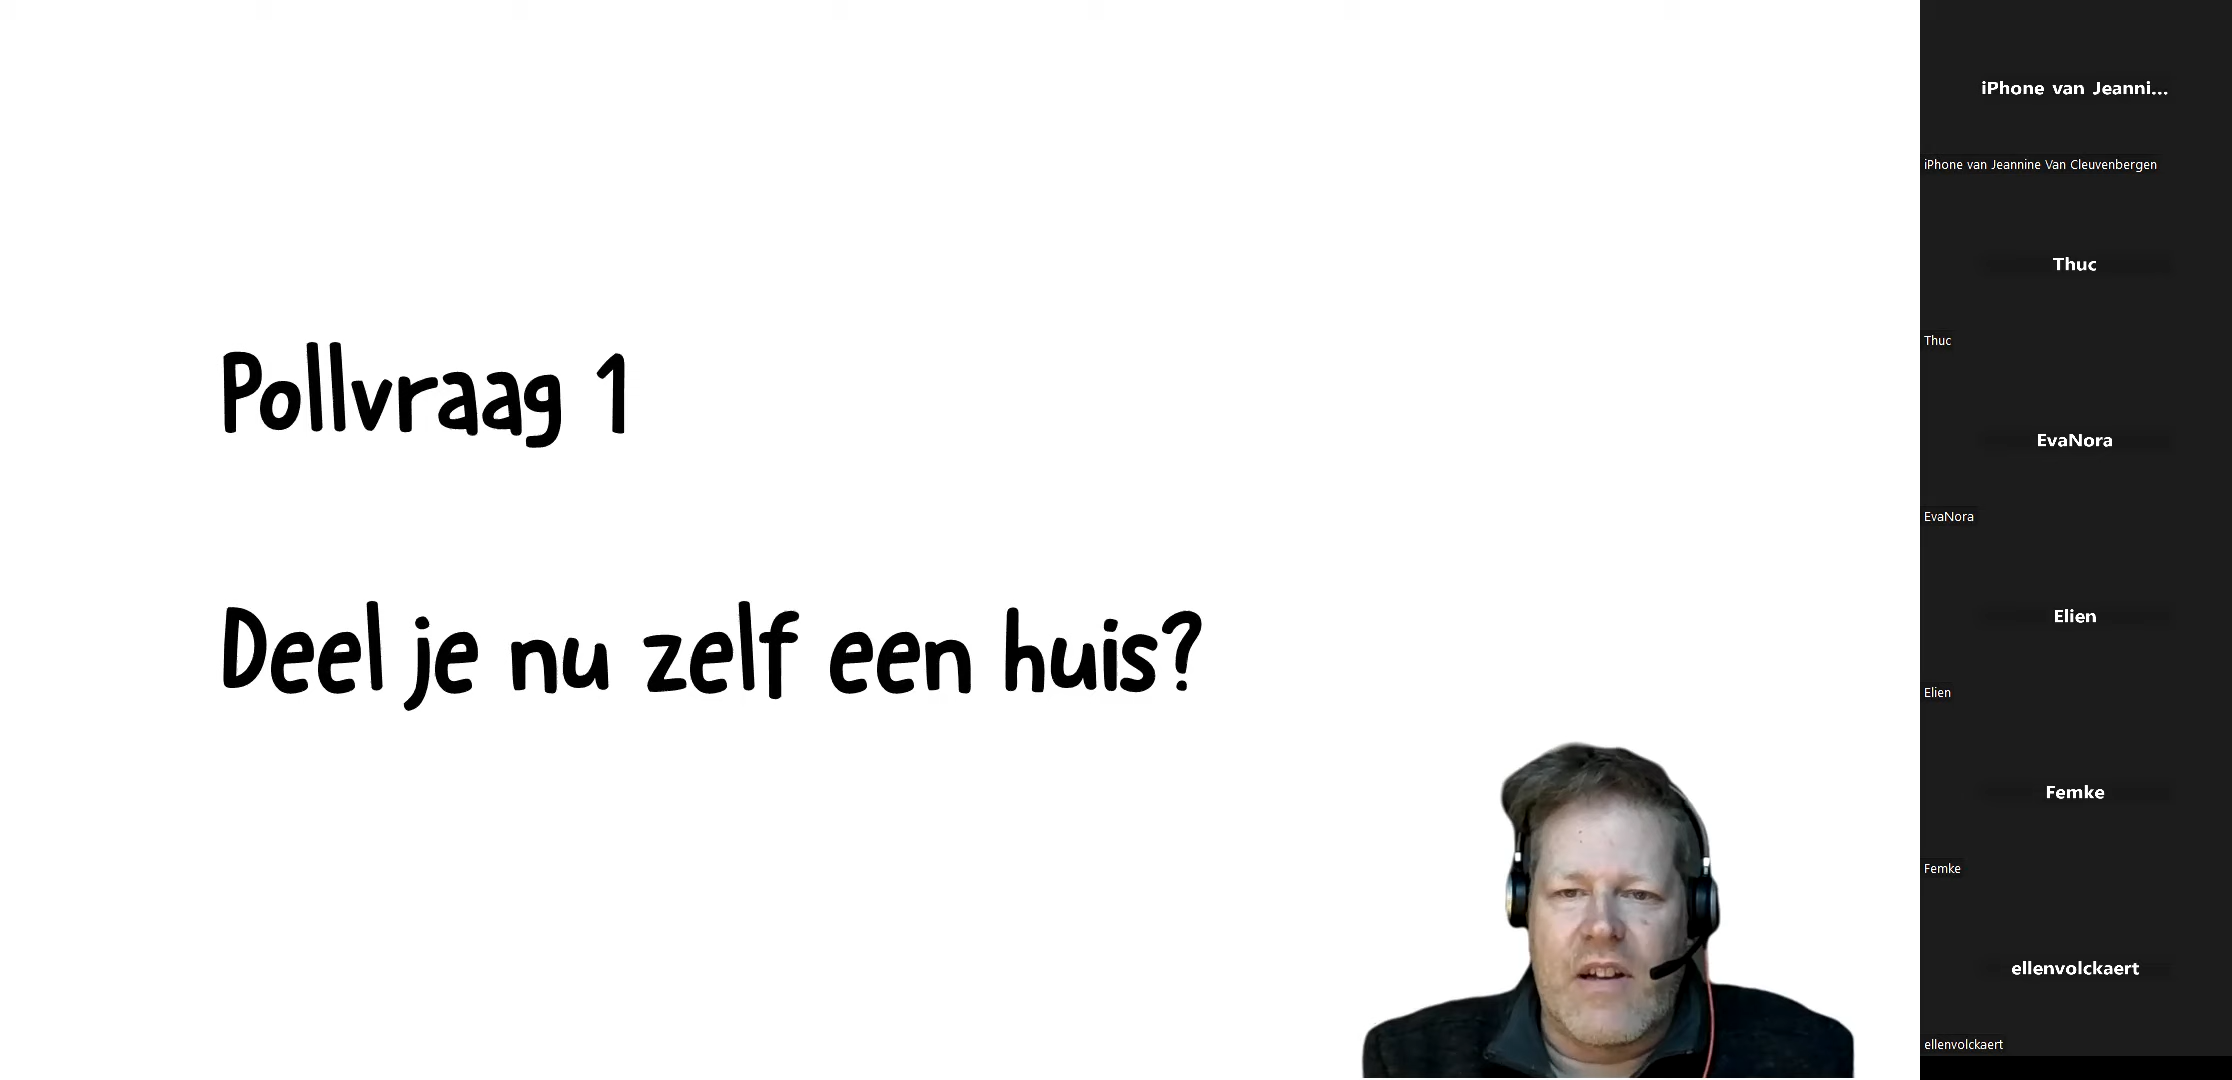 Pollvraag 1
Deel je nu zelf een huis?
iPhone van Jeanni...
iPhone van Jeannine Van Cleuvenbergen
Thuc
Thuc
EvaNora
EvaNora
Elien
Elien
Femke
Femke
ellenvolckaert
ellenvolckaert